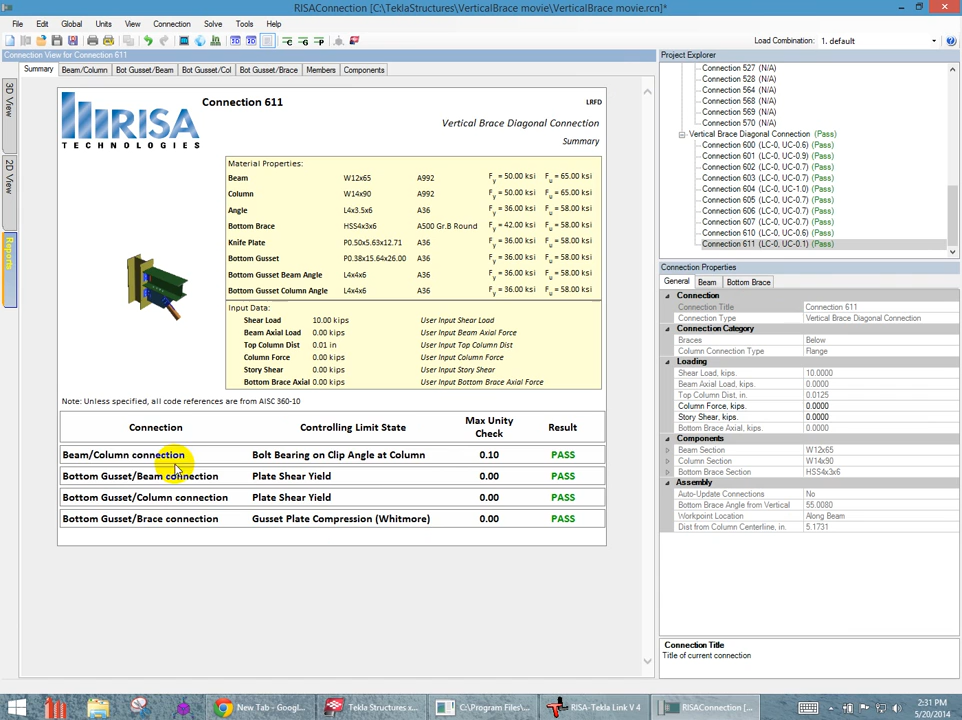 RISAConnection [C:\TeklaStructures\VerticalBrace movie\VerticalBrace movie.rcn]*
File Edit Global Units View Connection Solve Tools Help
Load Combination: 1. default
Connection View for Connection 611
Summary Beam/Column Bot Gusset/Beam Bot Gusset/Col Bot Gusset/Brace Members Components
3D View
2D View
Reports
RISA
TECHNOLOGIES
Connection 611
LRFD
Vertical Brace Diagonal Connection
Summary
Material Properties:
Beam W12x65 A992 Fy = 50.00 ksi Fu = 65.00 ksi
Column W14x90 A992 Fy = 50.00 ksi Fu = 65.00 ksi
Angle L4x3.5x6 A36 Fy = 36.00 ksi Fu = 58.00 ksi
Bottom Brace HSS4x3x6 A500 Gr.B Round Fy = 42.00 ksi Fu = 58.00 ksi
Knife Plate P0.50x5.63x12.71 A36 Fy = 36.00 ksi Fu = 58.00 ksi
Bottom Gusset P0.38x15.64x26.00 A36 Fy = 36.00 ksi Fu = 58.00 ksi
Bottom Gusset Beam Angle L4x4x6 A36 Fy = 36.00 ksi Fu = 58.00 ksi
Bottom Gusset Column Angle L4x4x6 A36 Fy = 36.00 ksi Fu = 58.00 ksi
Input Data:
Shear Load 10.00 kips User Input Shear Load
Beam Axial Load 0.00 kips User Input Beam Axial Force
Top Column Dist 0.01 in User Input Top Column Dist
Column Force 0.00 kips User Input Column Force
Story Shear 0.00 kips User Input Story Shear
Bottom Brace Axial 0.00 kips User Input Bottom Brace Axial Force
Note: Unless specified, all code references are from AISC 360-10
Connection Controlling Limit State Max Unity Check Result
Beam/Column connection Bolt Bearing on Clip Angle at Column 0.10 PASS
Bottom Gusset/Beam connection Plate Shear Yield 0.00 PASS
Bottom Gusset/Column connection Plate Shear Yield 0.00 PASS
Bottom Gusset/Brace connection Gusset Plate Compression (Whitmore) 0.00 PASS
Project Explorer
Connection 527 (N/A)
Connection 528 (N/A)
Connection 564 (N/A)
Connection 568 (N/A)
Connection 569 (N/A)
Connection 570 (N/A)
Vertical Brace Diagonal Connection (Pass)
Connection 600 (LC-0, UC-0.6) (Pass)
Connection 601 (LC-0, UC-0.9) (Pass)
Connection 602 (LC-0, UC-0.7) (Pass)
Connection 603 (LC-0, UC-0.7) (Pass)
Connection 604 (LC-0, UC-1.0) (Pass)
Connection 605 (LC-0, UC-0.7) (Pass)
Connection 606 (LC-0, UC-0.7) (Pass)
Connection 607 (LC-0, UC-0.7) (Pass)
Connection 610 (LC-0, UC-0.6) (Pass)
Connection 611 (LC-0, UC-0.1) (Pass)
Connection Properties
General Beam Bottom Brace
Connection
Connection Title Connection 611
Connection Type Vertical Brace Diagonal Connection
Connection Category
Braces Below
Column Connection Type Flange
Loading
Shear Load, kips. 10.0000
Beam Axial Load, kips. 0.0000
Top Column Dist, in. 0.0125
Column Force, kips. 0.0000
Story Shear, kips. 0.0000
Bottom Brace Axial, kips. 0.0000
Components
Beam Section W12x65
Column Section W14x90
Bottom Brace Section HSS4x3x6
Assembly
Auto-Update Connections No
Bottom Brace Angle from Vertical 55.0080
Workpoint Location Along Beam
Dist from Column Centerline, in. 5.1731
Connection Title
Title of current connection
New Tab - Google...
Tekla Structures x...
C:\Program Files\...
RISA-Tekla Link V 4
RISAConnection [...
2:31 PM
5/20/2014